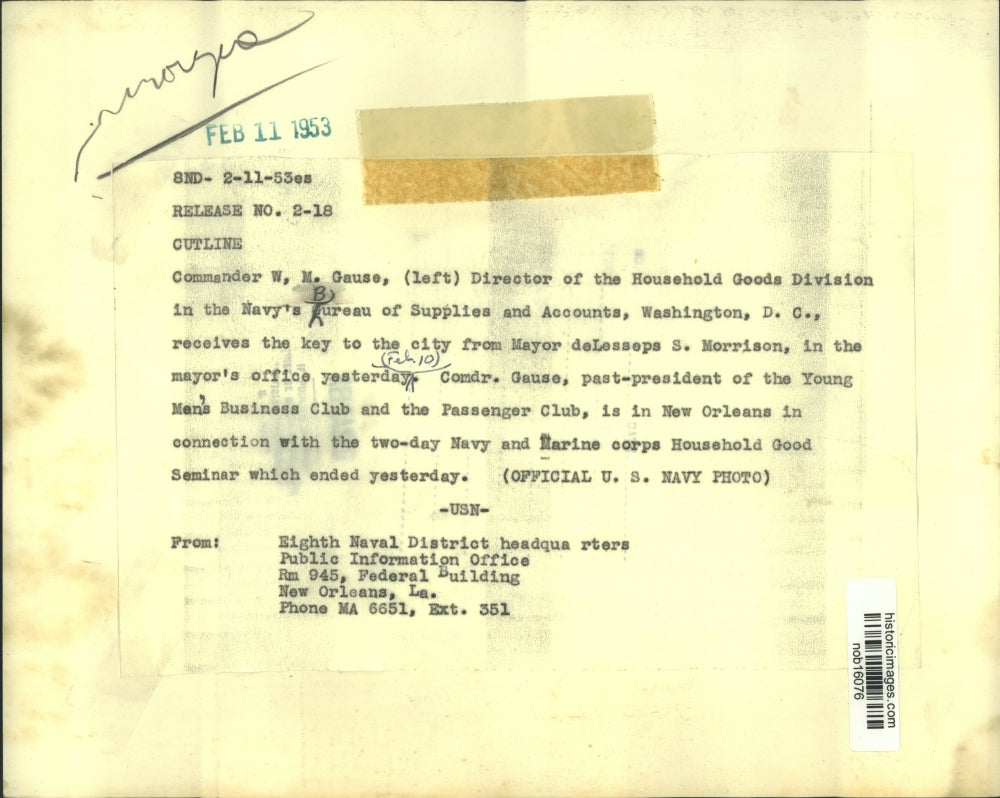 FEB 11 1953
8ND- 2-11-53es
RELEASE NO. 2-18
CUTLINE
Commander W, M. Gause, (left) Director of the Household Goods Division
B
in the Navy's Bureau of Supplies and Accounts, Washington, D. C.,
receives the key to the city from Mayor deLesseps S. Morrison, in the
(Feb. 10)
mayor's office yesterday. Comdr. Gause, past-president of the Young
Men's Business Club and the Passenger Club, is in New Orleans in
connection with the two-day Navy and Marine corps Household Good
Seminar which ended yesterday. (OFFICIAL U. S. NAVY PHOTO)
-USN-
From: Eighth Naval District headqua rters
Public Information Office
Rm 945, Federal Building
New Orleans, La.
Phone MA 6651, Ext. 351
historicimages.com
nob16076